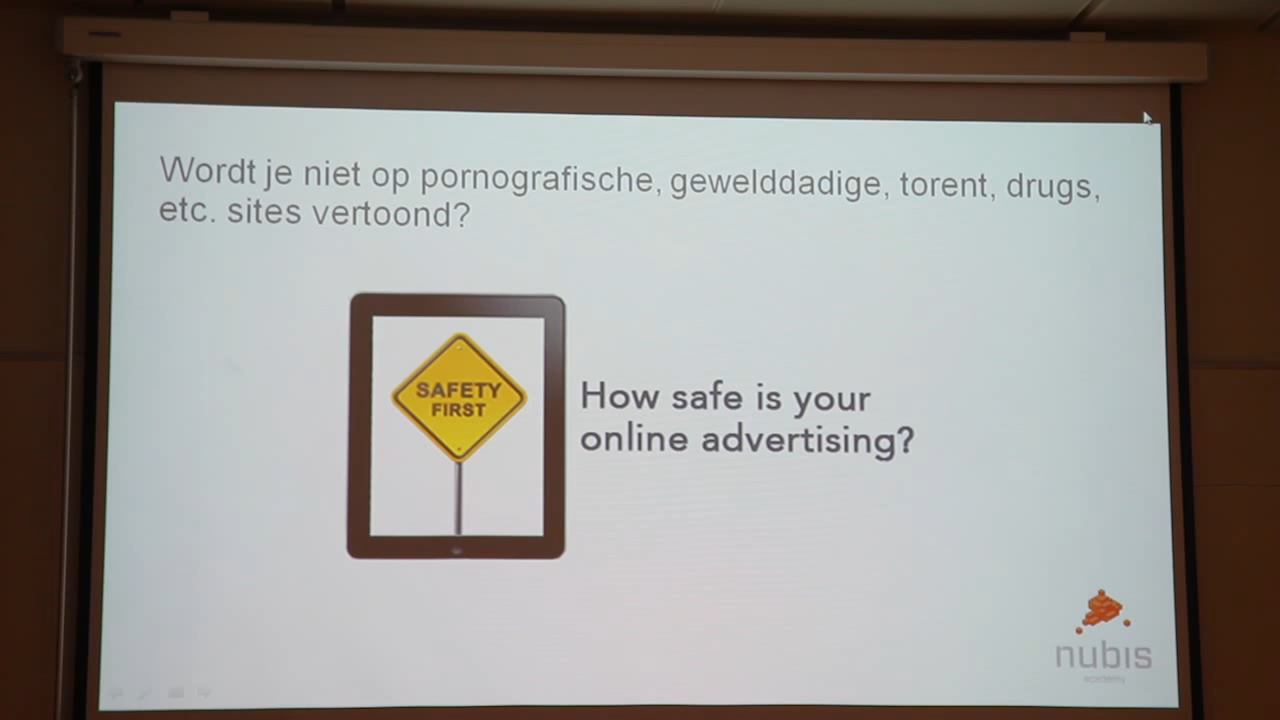 Wordt je niet op pornografische, gewelddadige, torent, drugs,
etc. sites vertoond?
SAFETY
FIRST
How safe is your
online advertising?
nubis
academy